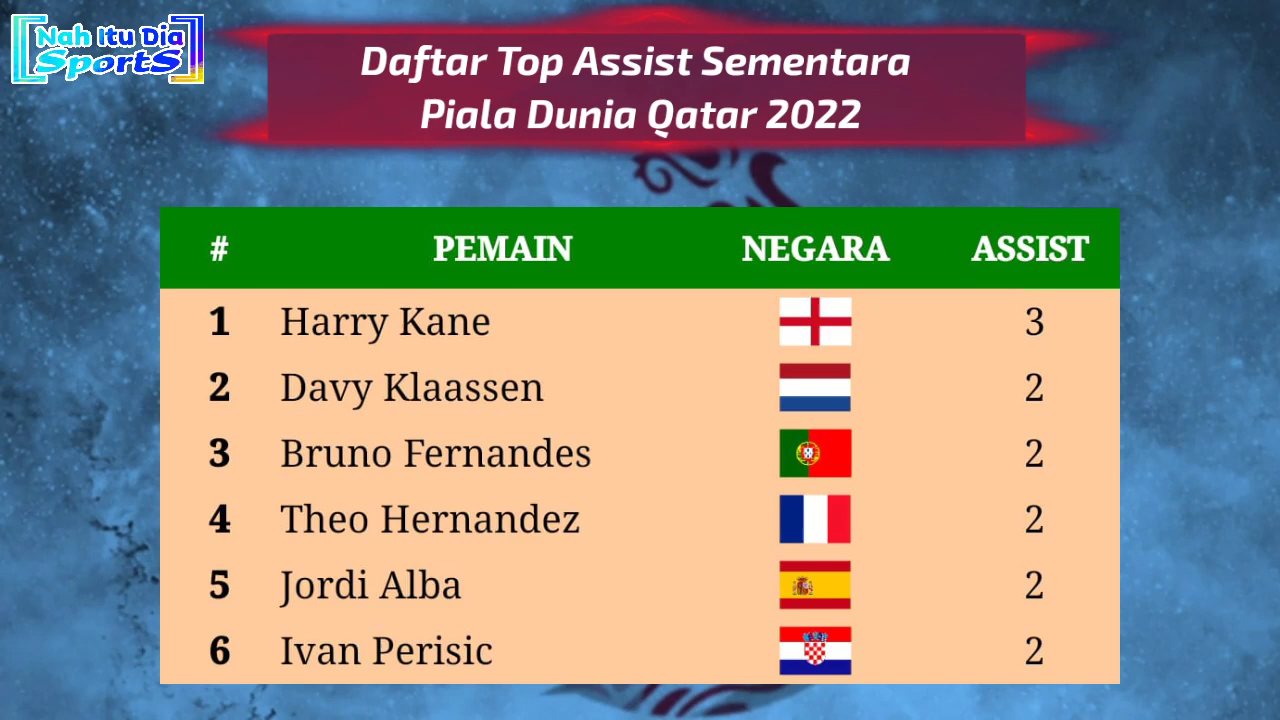 Nah Itu Dia
Sports
Daftar Top Assist Sementara
Piala Dunia Qatar 2022
# PEMAIN NEGARA ASSIST
1 Harry Kane 3
2 Davy Klaassen 2
3 Bruno Fernandes 2
4 Theo Hernandez 2
5 Jordi Alba 2
6 Ivan Perisic 2